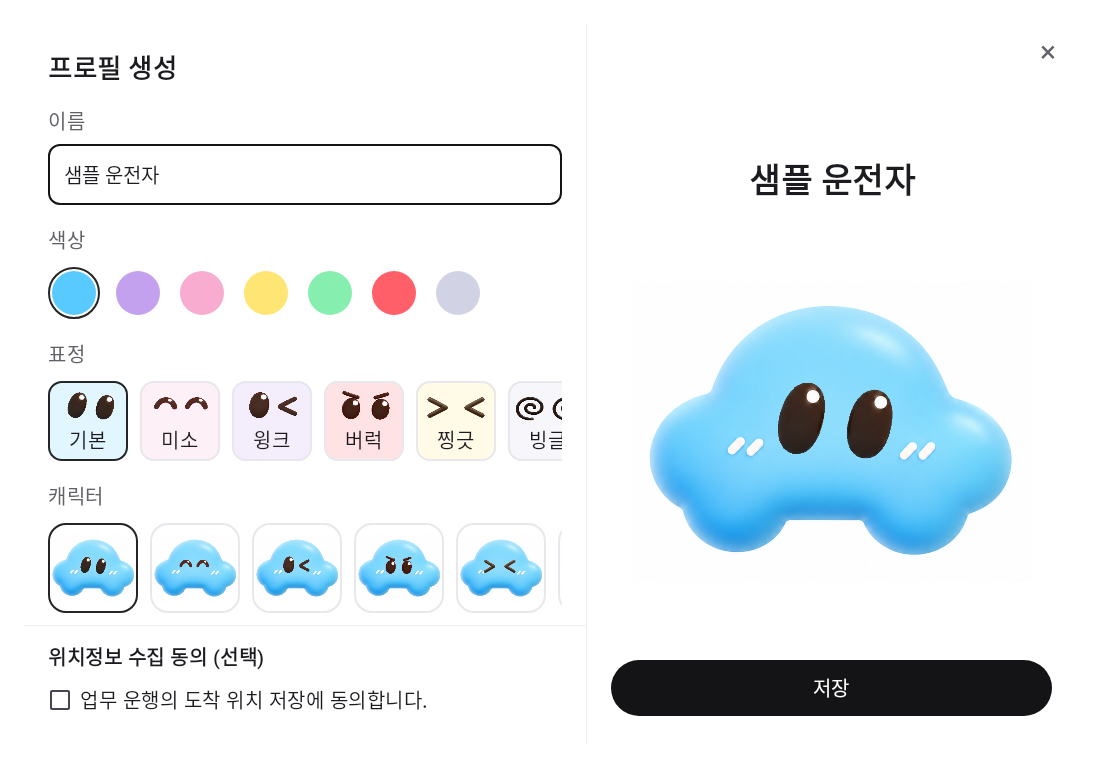 프로필 생성
이름
샘플 운전자
색상
표정
기본
미소
윙크
버럭
찡긋
빙글
캐릭터
위치정보 수집 동의 (선택)
업무 운행의 도착 위치 저장에 동의합니다.
샘플 운전자
저장